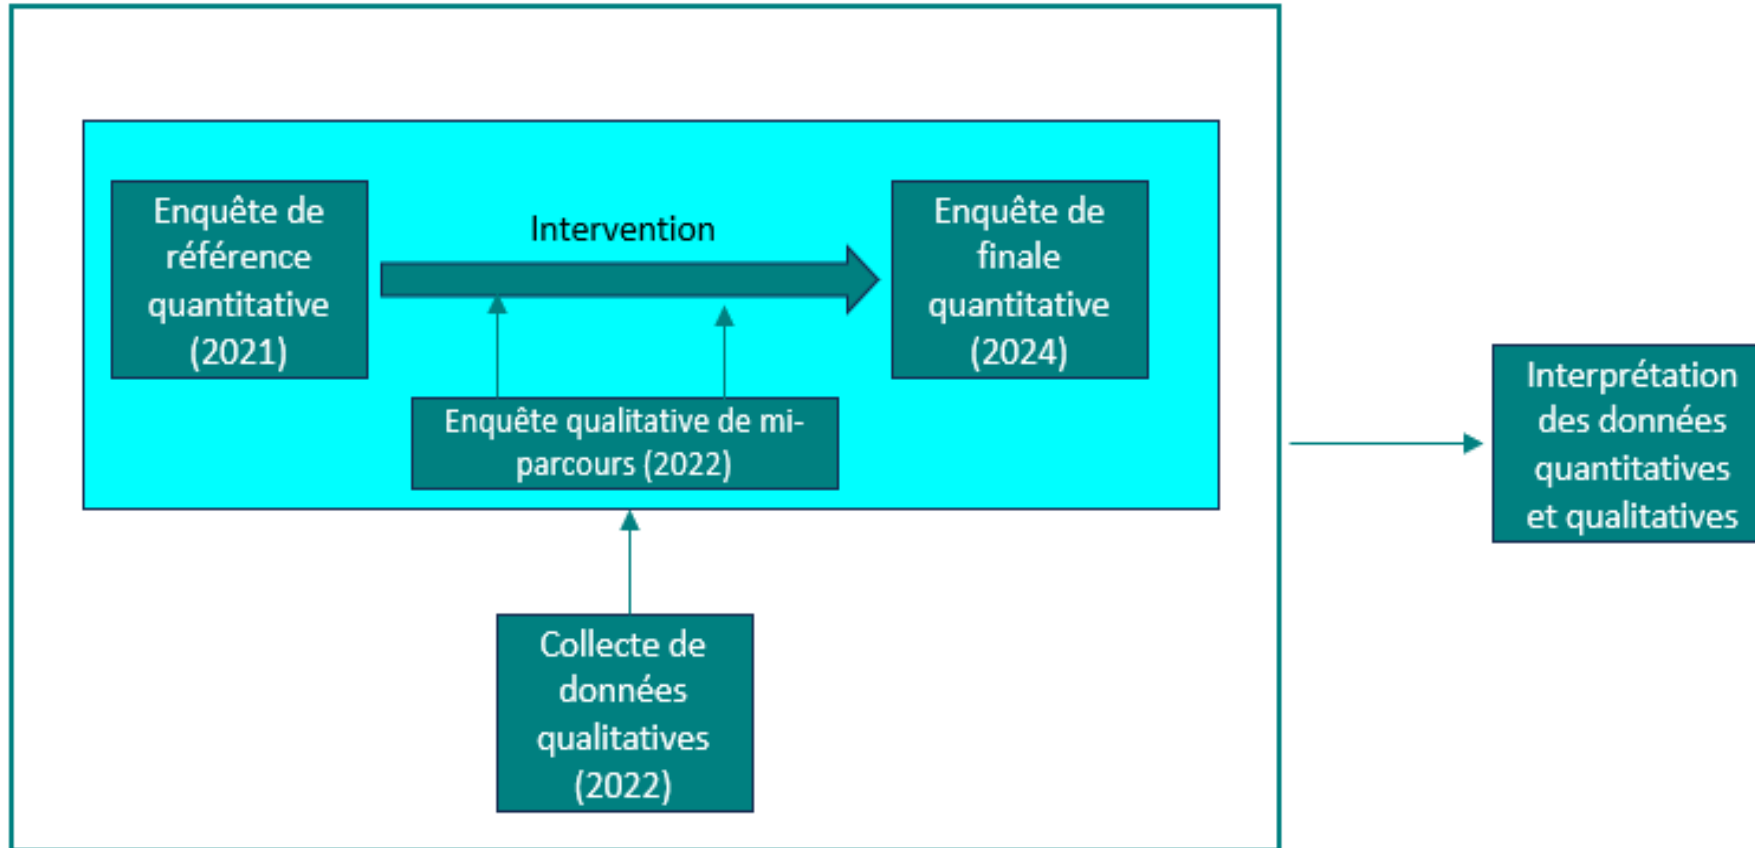 Enquête de
référence
quantitative
(2021)
Intervention
Enquête de
finale
quantitative
(2024)
Enquête qualitative de mi-
parcours (2022)
Collecte de
données
qualitatives
(2022)
Interprétation
des données
quantitatives
et qualitatives